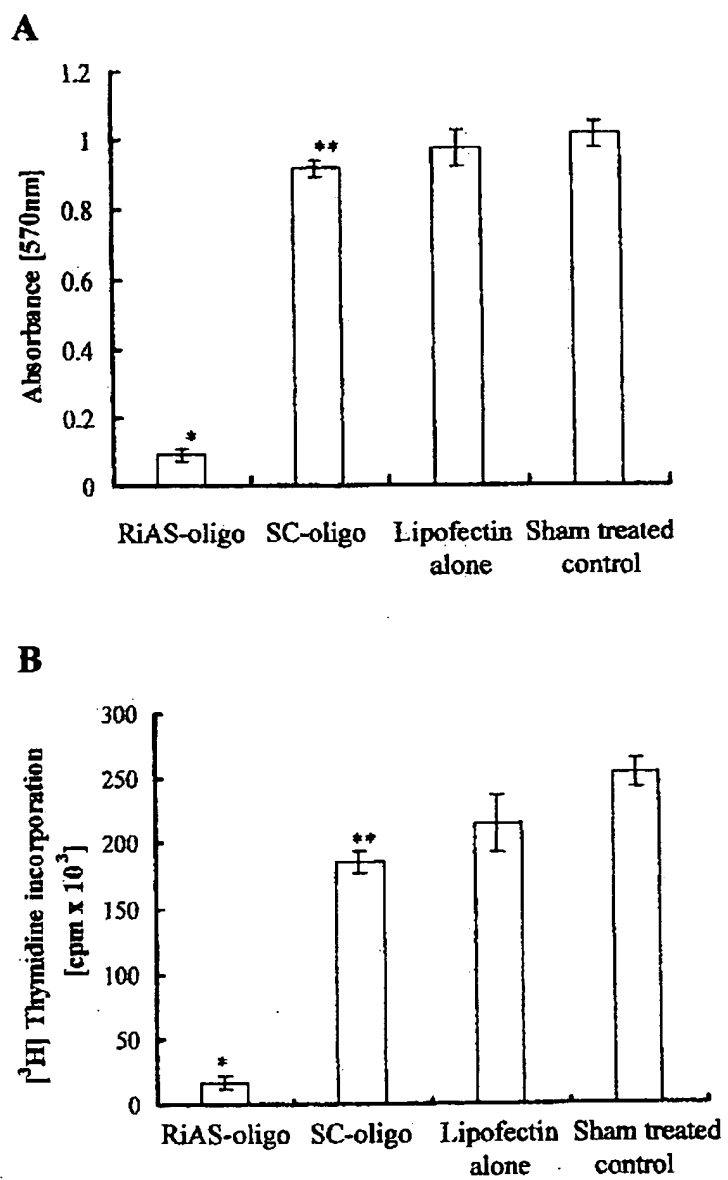 A
1.2
1
0.8
0.6
0.4
0.2
0
Absorbance [570nm]
*
**
RiAS-oligo SC-oligo Lipofectin alone Sham treated control
B
300
250
200
150
100
50
0
[³H] Thymidine incorporation
[cpm x 10³]
*
**
RiAS-oligo SC-oligo Lipofectin alone Sham treated control